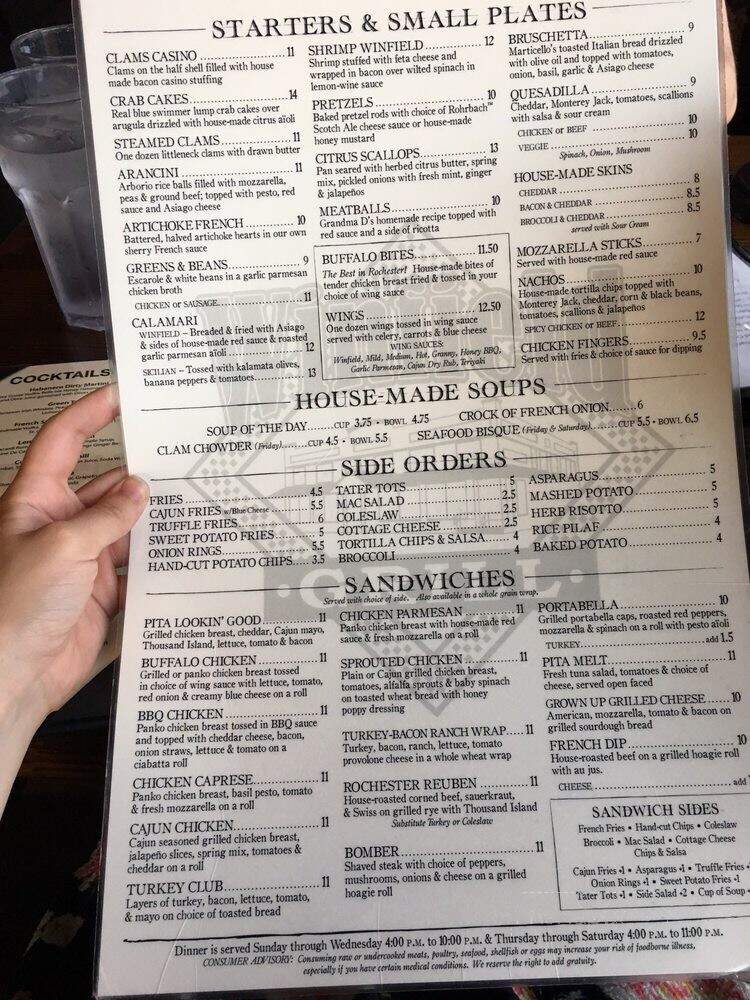 STARTERS & SMALL PLATES
CLAMS CASINO 11
Clams on the half shell filled with house
made bacon casino stuffing
CRAB CAKES 14
Real blue swimmer lump crab cakes over
arugula drizzled with house-made citrus aïoli
STEAMED CLAMS 11
One dozen littleneck clams with drawn butter
ARANCINI 11
Arborio rice balls filled with mozzarella,
peas & ground beef; topped with pesto, red
sauce and Asiago cheese
ARTICHOKE FRENCH 10
Battered, halved artichoke hearts in our own
sherry French sauce
GREENS & BEANS 9
Escarole & white beans in a garlic parmesan
chicken broth
CHICKEN OR SAUSAGE 11
CALAMARI
WINFIELD – Breaded & fried with Asiago
& sides of house-made red sauce & roasted
garlic parmesan aïoli 12
SICILIAN – Tossed with kalamata olives,
banana peppers & tomatoes 13
SHRIMP WINFIELD 12
Shrimp stuffed with feta cheese and
wrapped in bacon over wilted spinach in
lemon-wine sauce
PRETZELS 10
Baked pretzel rods with choice of Rohrbach™
Scotch Ale cheese sauce or house-made
honey mustard
CITRUS SCALLOPS 13
Pan seared with herbed citrus butter, spring
mix, pickled onions with fresh mint, ginger
& jalapeños
MEATBALLS 10
Grandma D's homemade recipe topped with
red sauce and a side of ricotta
BUFFALO BITES 11.50
The Best in Rochester! House-made bites of
tender chicken breast fried & tossed in your
choice of wing sauce
WINGS 12.50
One dozen wings tossed in wing sauce
served with celery, carrots & blue cheese
WING SAUCES:
Winfield, Mild, Medium, Hot, Granny, Honey BBQ,
Garlic Parmesan, Cajun Dry Rub, Teriyaki
BRUSCHETTA 9
Marticello's toasted Italian bread drizzled
with olive oil and topped with tomatoes,
onion, basil, garlic & Asiago cheese
QUESADILLA 9
Cheddar, Monterey Jack, tomatoes, scallions
with salsa & sour cream
CHICKEN OR BEEF 10
VEGGIE 10
Spinach, Onion, Mushroom
HOUSE-MADE SKINS
CHEDDAR 8
BACON & CHEDDAR 8.5
BROCCOLI & CHEDDAR 8.5
served with Sour Cream
MOZZARELLA STICKS 7
Served with house-made red sauce
NACHOS 10
House-made tortilla chips topped with
Monterey Jack, cheddar, corn & black beans,
tomatoes, scallions & jalapeños
SPICY CHICKEN OR BEEF 12
CHICKEN FINGERS 9.5
Served with fries & choice of sauce for dipping
HOUSE-MADE SOUPS
SOUP OF THE DAY CUP 3.75 • BOWL 4.75
CROCK OF FRENCH ONION 6
CLAM CHOWDER (Friday) CUP 4.5 • BOWL 5.5
SEAFOOD BISQUE (Friday & Saturday) CUP 5.5 • BOWL 6.5
SIDE ORDERS
FRIES 4.5
CAJUN FRIES w/Blue Cheese 5.5
TRUFFLE FRIES 6
SWEET POTATO FRIES 5
ONION RINGS 5.5
HAND-CUT POTATO CHIPS 3.5
TATER TOTS 5
MAC SALAD 2.5
COLESLAW 2.5
COTTAGE CHEESE 2.5
TORTILLA CHIPS & SALSA 4
BROCCOLI 4
ASPARAGUS 5
MASHED POTATO 5
HERB RISOTTO 5
RICE PILAF 4
BAKED POTATO 4
GRILL
SANDWICHES
Served with choice of side. Also available in a whole grain wrap.
PITA LOOKIN' GOOD 11
Grilled chicken breast, cheddar, Cajun mayo,
Thousand Island, lettuce, tomato & bacon
BUFFALO CHICKEN 11
Grilled or panko chicken breast tossed
in choice of wing sauce with lettuce, tomato,
red onion & creamy blue cheese on a roll
BBQ CHICKEN 11
Panko chicken breast tossed in BBQ sauce
and topped with cheddar cheese, bacon,
onion straws, lettuce & tomato on a
ciabatta roll
CHICKEN CAPRESE 11
Panko chicken breast, basil pesto, tomato
& fresh mozzarella on a roll
CAJUN CHICKEN 11
Cajun seasoned grilled chicken breast,
jalapeño slices, spring mix, tomatoes &
cheddar on a roll
TURKEY CLUB 11
Layers of turkey, bacon, lettuce, tomato,
& mayo on choice of toasted bread
CHICKEN PARMESAN 11
Panko chicken breast with house-made red
sauce & fresh mozzarella on a roll
SPROUTED CHICKEN 11
Plain or Cajun grilled chicken breast,
tomatoes, alfalfa sprouts & baby spinach
on toasted wheat bread with honey
poppy dressing
TURKEY-BACON RANCH WRAP 11
Turkey, bacon, ranch, lettuce, tomato
provolone cheese in a whole wheat wrap
ROCHESTER REUBEN 11
House-roasted corned beef, sauerkraut,
& Swiss on grilled rye with Thousand Island
Substitute Turkey or Coleslaw
BOMBER 11
Shaved steak with choice of peppers,
mushrooms, onions & cheese on a grilled
hoagie roll
PORTABELLA 10
Grilled portabella caps, roasted red peppers,
mozzarella & spinach on a roll with pesto aïoli
TURKEY add 1.5
PITA MELT 11
Fresh tuna salad, tomatoes & choice of
cheese, served open faced
GROWN UP GRILLED CHEESE 10
American, mozzarella, tomato & bacon on
grilled sourdough bread
FRENCH DIP 10
House-roasted beef on a grilled hoagie roll
with au jus.
CHEESE add
SANDWICH SIDES
French Fries • Hand-cut Chips • Coleslaw
Broccoli • Mac Salad • Cottage Cheese
Chips & Salsa
Cajun Fries +1 • Asparagus +1 • Truffle Fries
Onion Rings +1 • Sweet Potato Fries +1
Tater Tots +1 • Side Salad +2 • Cup of Soup
Dinner is served Sunday through Wednesday 4:00 P.M. to 10:00 P.M. & Thursday through Saturday 4:00 P.M. to 11:00 P.M.
CONSUMER ADVISORY: Consuming raw or undercooked meats, poultry, seafood, shellfish or eggs may increase your risk of foodborne illness,
especially if you have certain medical conditions. We reserve the right to add gratuity.
COCKTAILS
Habanero Dirty Martini